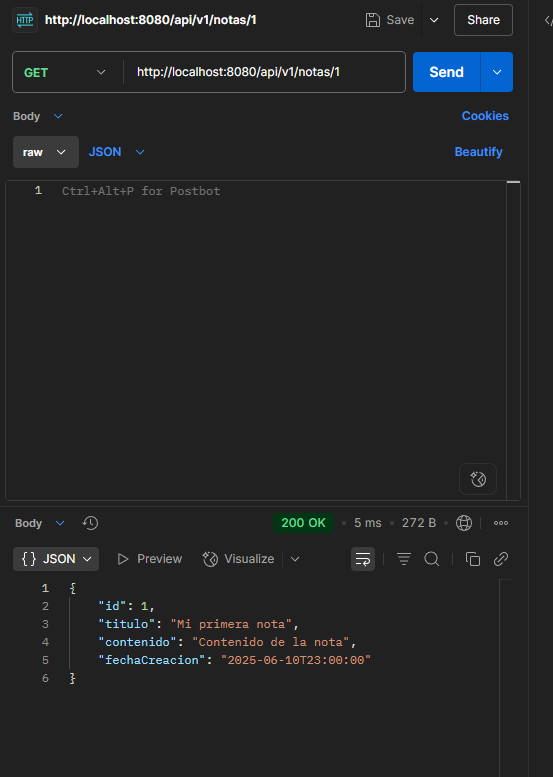 HTTP http://localhost:8080/api/v1/notas/1 Save Share
GET http://localhost:8080/api/v1/notas/1 Send
Body Cookies
raw JSON Beautify
1 Ctrl+Alt+P for Postbot
Body 200 OK • 5 ms • 272 B •
{} JSON Preview Visualize
1 {
2 "id": 1,
3 "titulo": "Mi primera nota",
4 "contenido": "Contenido de la nota",
5 "fechaCreacion": "2025-06-10T23:00:00"
6 }